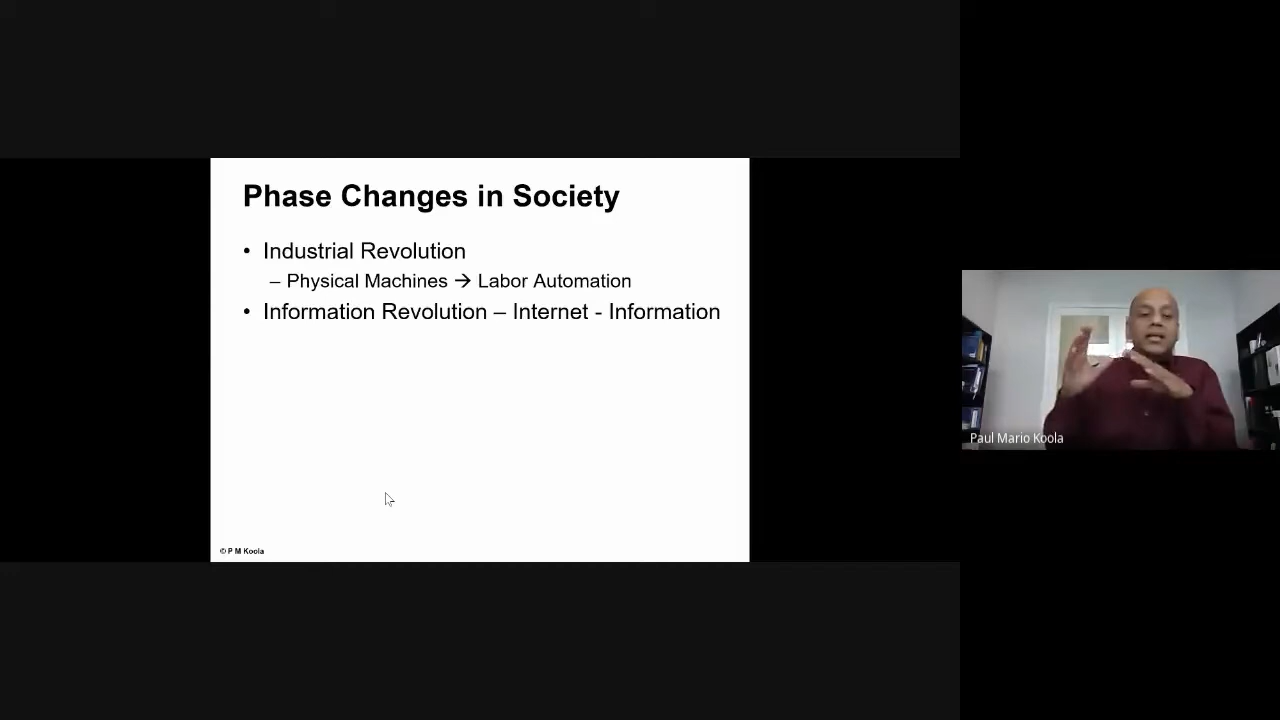 Phase Changes in Society
• Industrial Revolution
– Physical Machines → Labor Automation
• Information Revolution – Internet - Information
© P M Koola
Paul Mario Koola